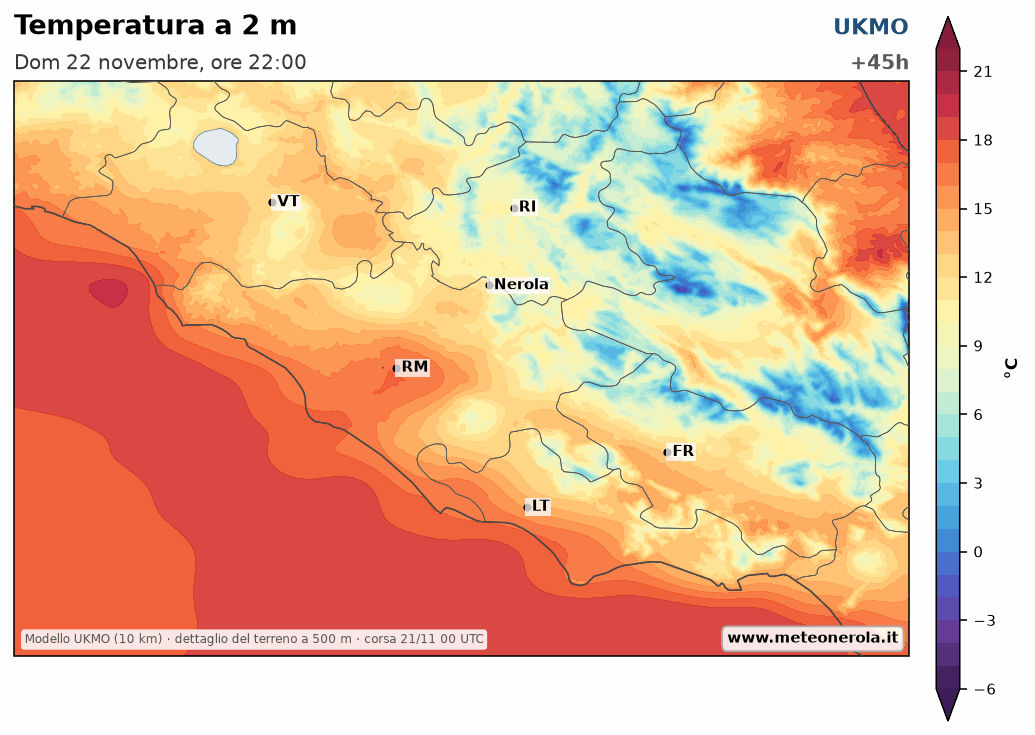 Temperatura a 2 m
UKMO
Dom 22 novembre, ore 22:00
+45h
VT
RI
Nerola
RM
FR
LT
21
18
15
12
9
6
3
0
−3
−6
°C
Modello UKMO (10 km) · dettaglio del terreno a 500 m · corsa 21/11 00 UTC
www.meteonerola.it